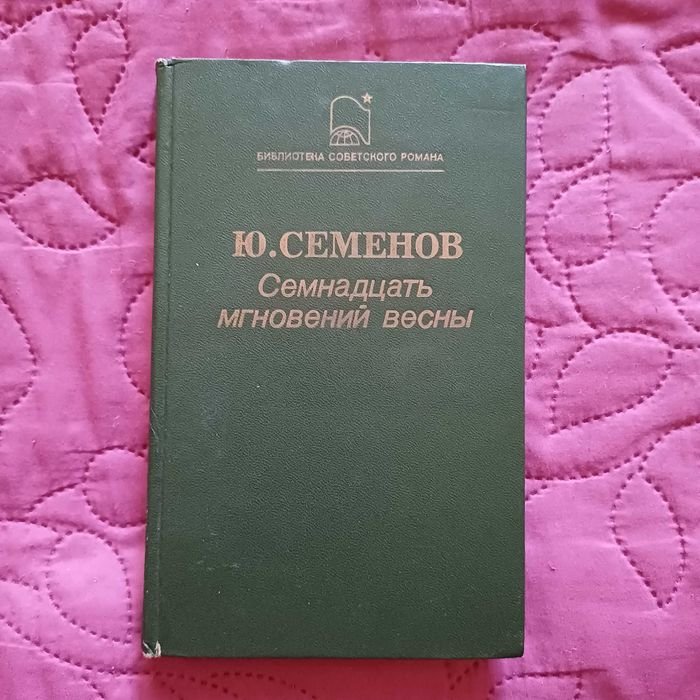 БИБЛИОТЕКА СОВЕТСКОГО РОМАНА
Ю.СЕМЕНОВ
Семнадцать
мгновений весны